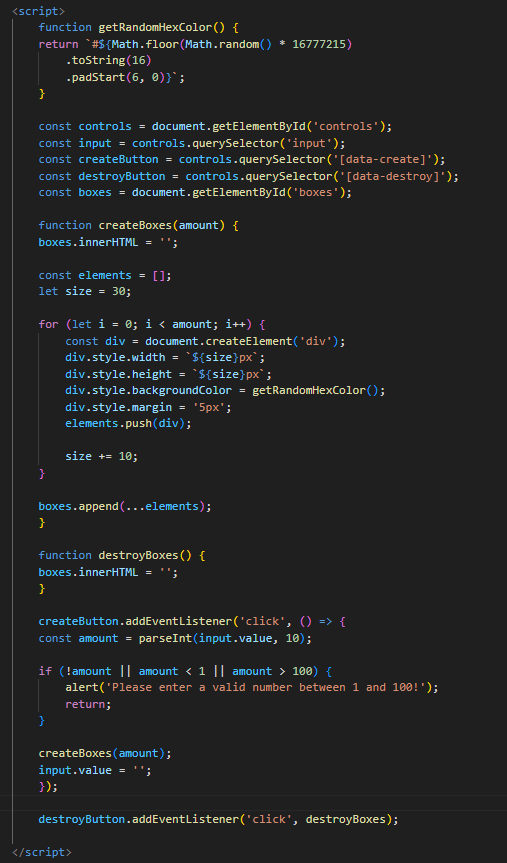 <script>
function getRandomHexColor() {
return `#${Math.floor(Math.random() * 16777215)
.toString(16)
.padStart(6, 0)}`;
}
const controls = document.getElementById('controls');
const input = controls.querySelector('input');
const createButton = controls.querySelector('[data-create]');
const destroyButton = controls.querySelector('[data-destroy]');
const boxes = document.getElementById('boxes');
function createBoxes(amount) {
boxes.innerHTML = '';
const elements = [];
let size = 30;
for (let i = 0; i < amount; i++) {
const div = document.createElement('div');
div.style.width = `${size}px`;
div.style.height = `${size}px`;
div.style.backgroundColor = getRandomHexColor();
div.style.margin = '5px';
elements.push(div);
size += 10;
}
boxes.append(...elements);
}
function destroyBoxes() {
boxes.innerHTML = '';
}
createButton.addEventListener('click', () => {
const amount = parseInt(input.value, 10);
if (!amount || amount < 1 || amount > 100) {
alert('Please enter a valid number between 1 and 100!');
return;
}
createBoxes(amount);
input.value = '';
});
destroyButton.addEventListener('click', destroyBoxes);
</script>